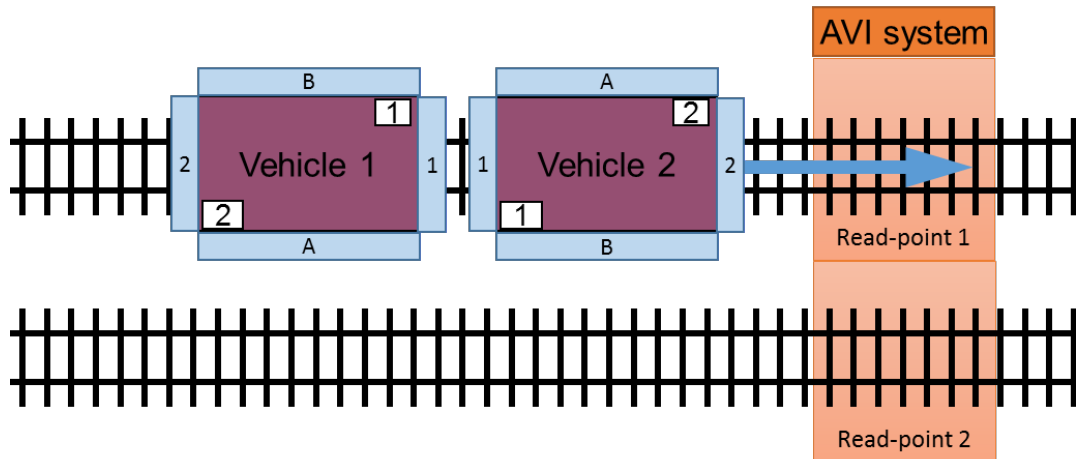 AVI system
B
A
1
2
2
Vehicle 1
1
1
Vehicle 2
2
2
1
A
B
Read-point 1
Read-point 2